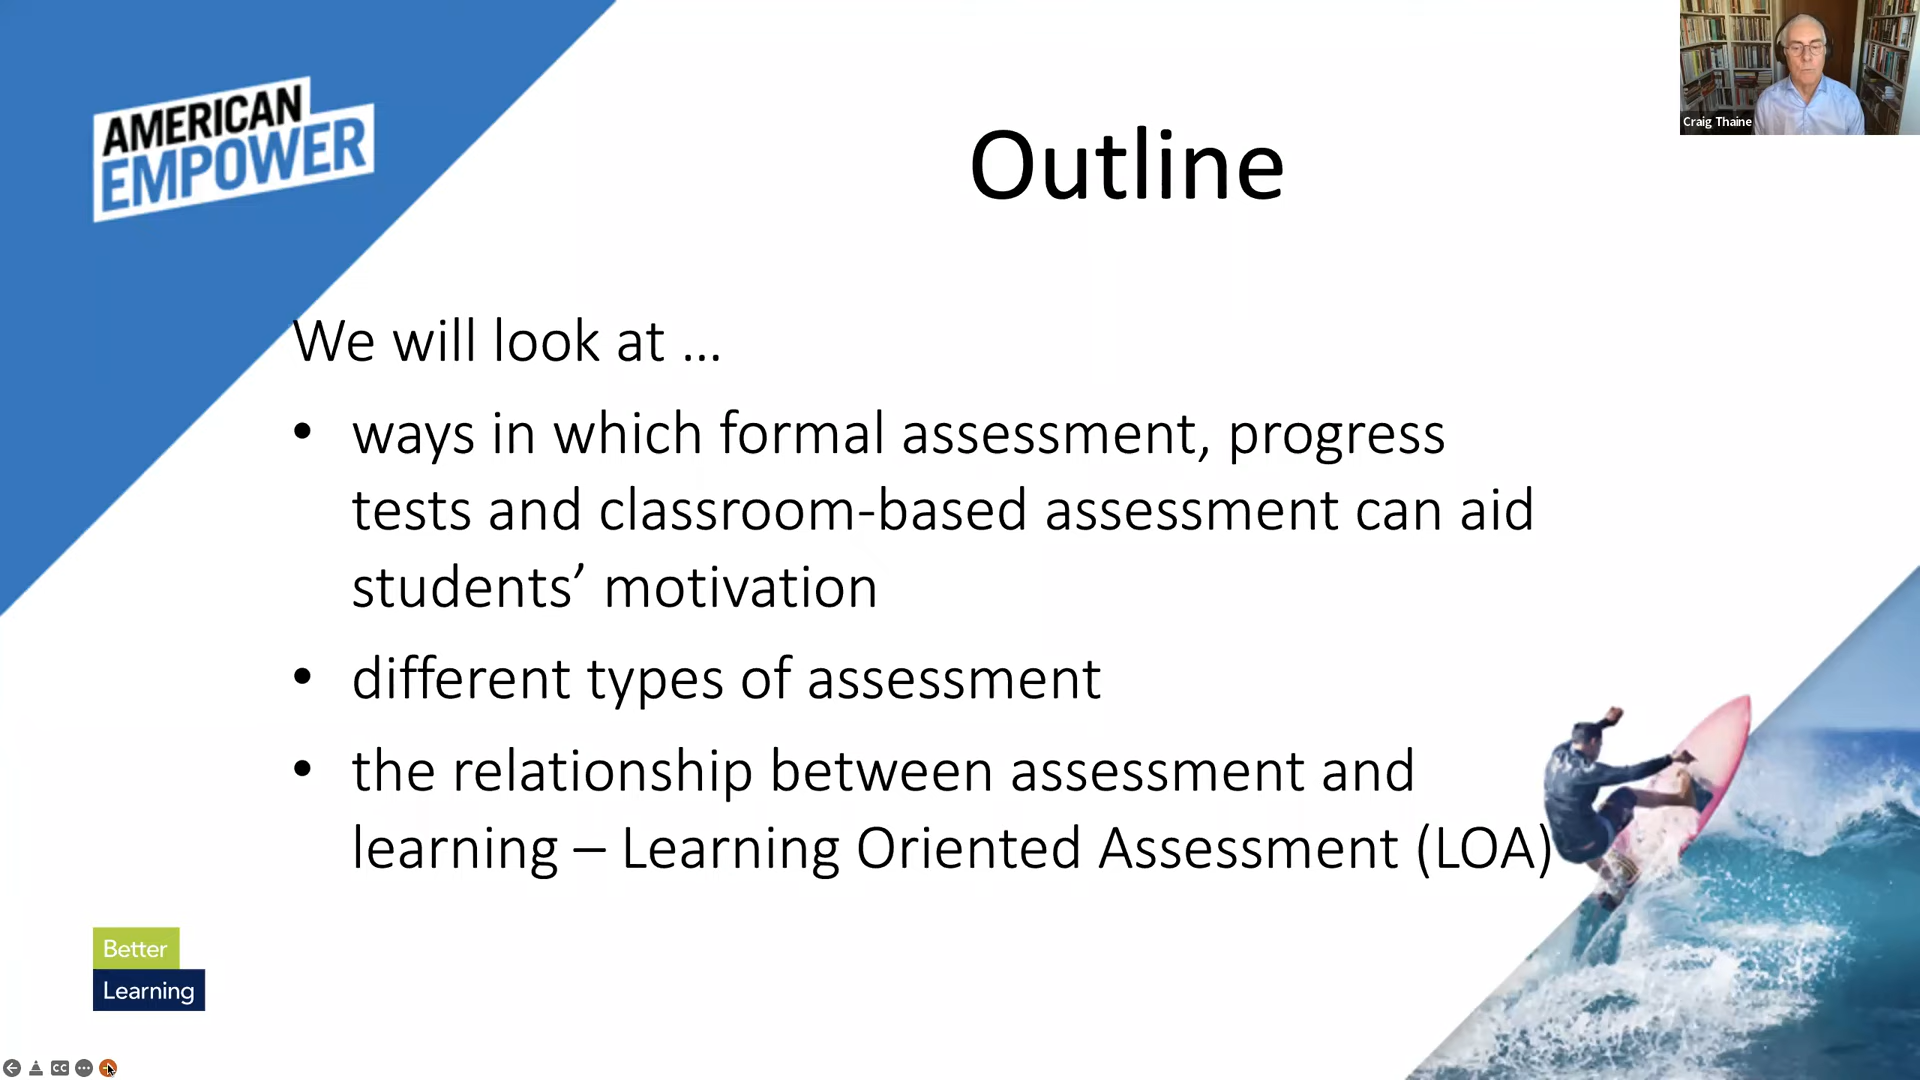 AMERICAN
EMPOWER
Craig Thaine
Outline
We will look at ...
• ways in which formal assessment, progress
tests and classroom-based assessment can aid
students’ motivation
• different types of assessment
• the relationship between assessment and
learning – Learning Oriented Assessment (LOA)
Better
Learning
CC